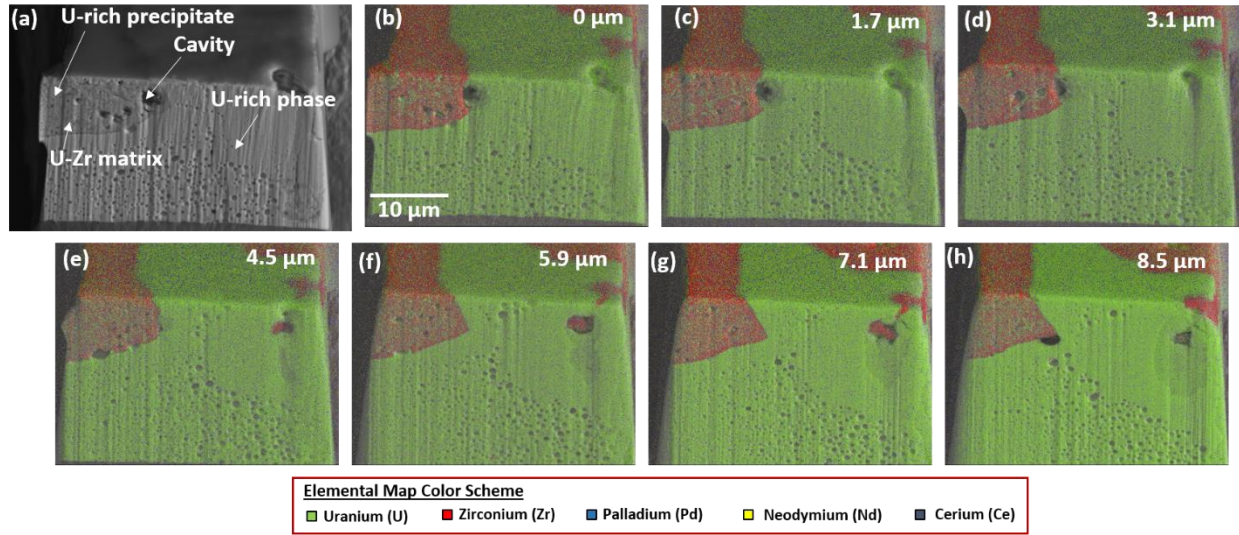 (a)
U-rich precipitate
Cavity
U-rich phase
U-Zr matrix
(b)
0 µm
10 µm
(c)
1.7 µm
(d)
3.1 µm
(e)
4.5 µm
(f)
5.9 µm
(g)
7.1 µm
(h)
8.5 µm
Elemental Map Color Scheme
Uranium (U) Zirconium (Zr) Palladium (Pd) Neodymium (Nd) Cerium (Ce)